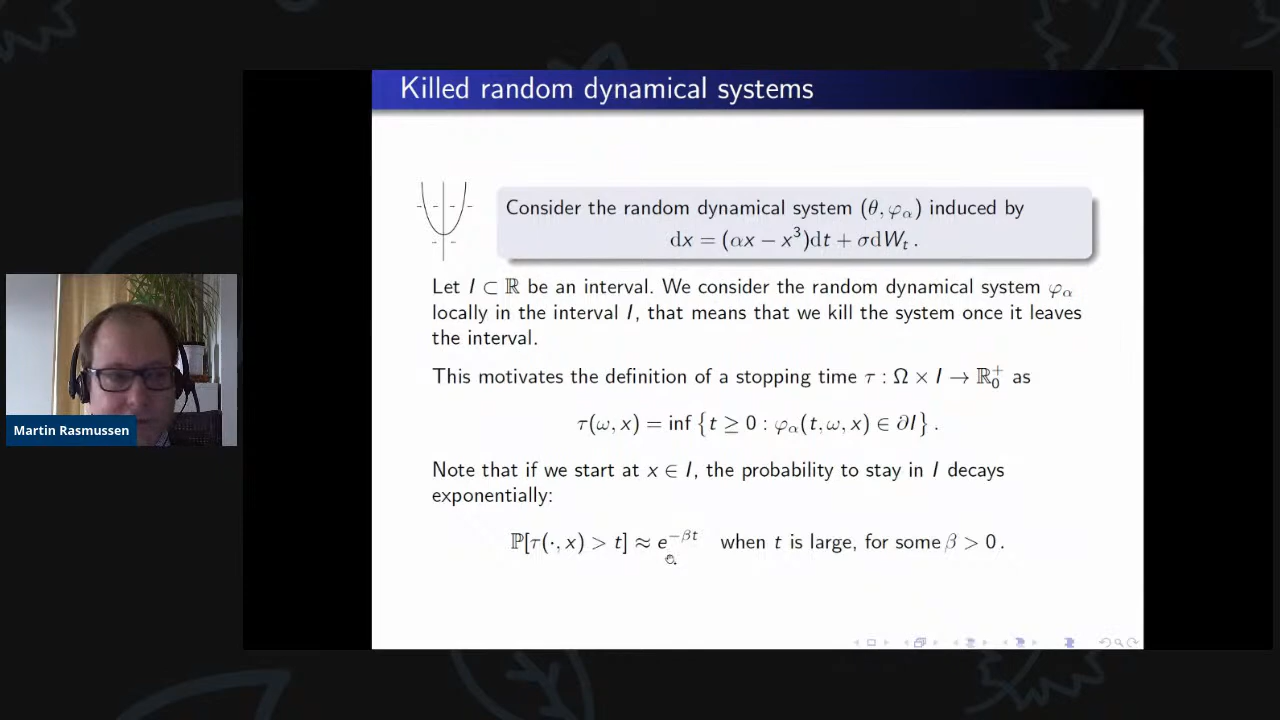 Killed random dynamical systems
Consider the random dynamical system (θ, φ_α) induced by
dx = (αx − x³)dt + σdW_t .
Let I ⊂ ℝ be an interval. We consider the random dynamical system φ_α
locally in the interval I, that means that we kill the system once it leaves
the interval.
This motivates the definition of a stopping time τ : Ω × I → ℝ₀⁺ as
τ(ω, x) = inf {t ≥ 0 : φ_α(t, ω, x) ∈ ∂I} .
Note that if we start at x ∈ I, the probability to stay in I decays
exponentially:
ℙ[τ(·, x) > t] ≈ e^{−βt} when t is large, for some β > 0 .
Martin Rasmussen